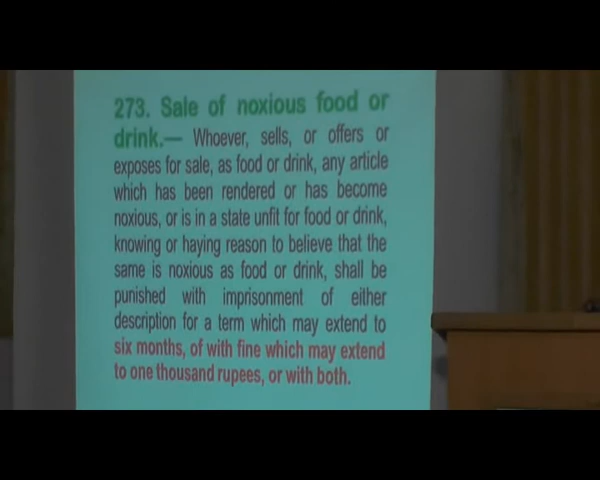 273. Sale of noxious food or
drink.— Whoever, sells, or offers or
exposes for sale, as food or drink, any article
which has been rendered or has become
noxious, or is in a state unfit for food or drink,
knowing or haying reason to believe that the
same is noxious as food or drink, shall be
punished with imprisonment of either
description for a term which may extend to
six months, of with fine which may extend
to one thousand rupees, or with both.